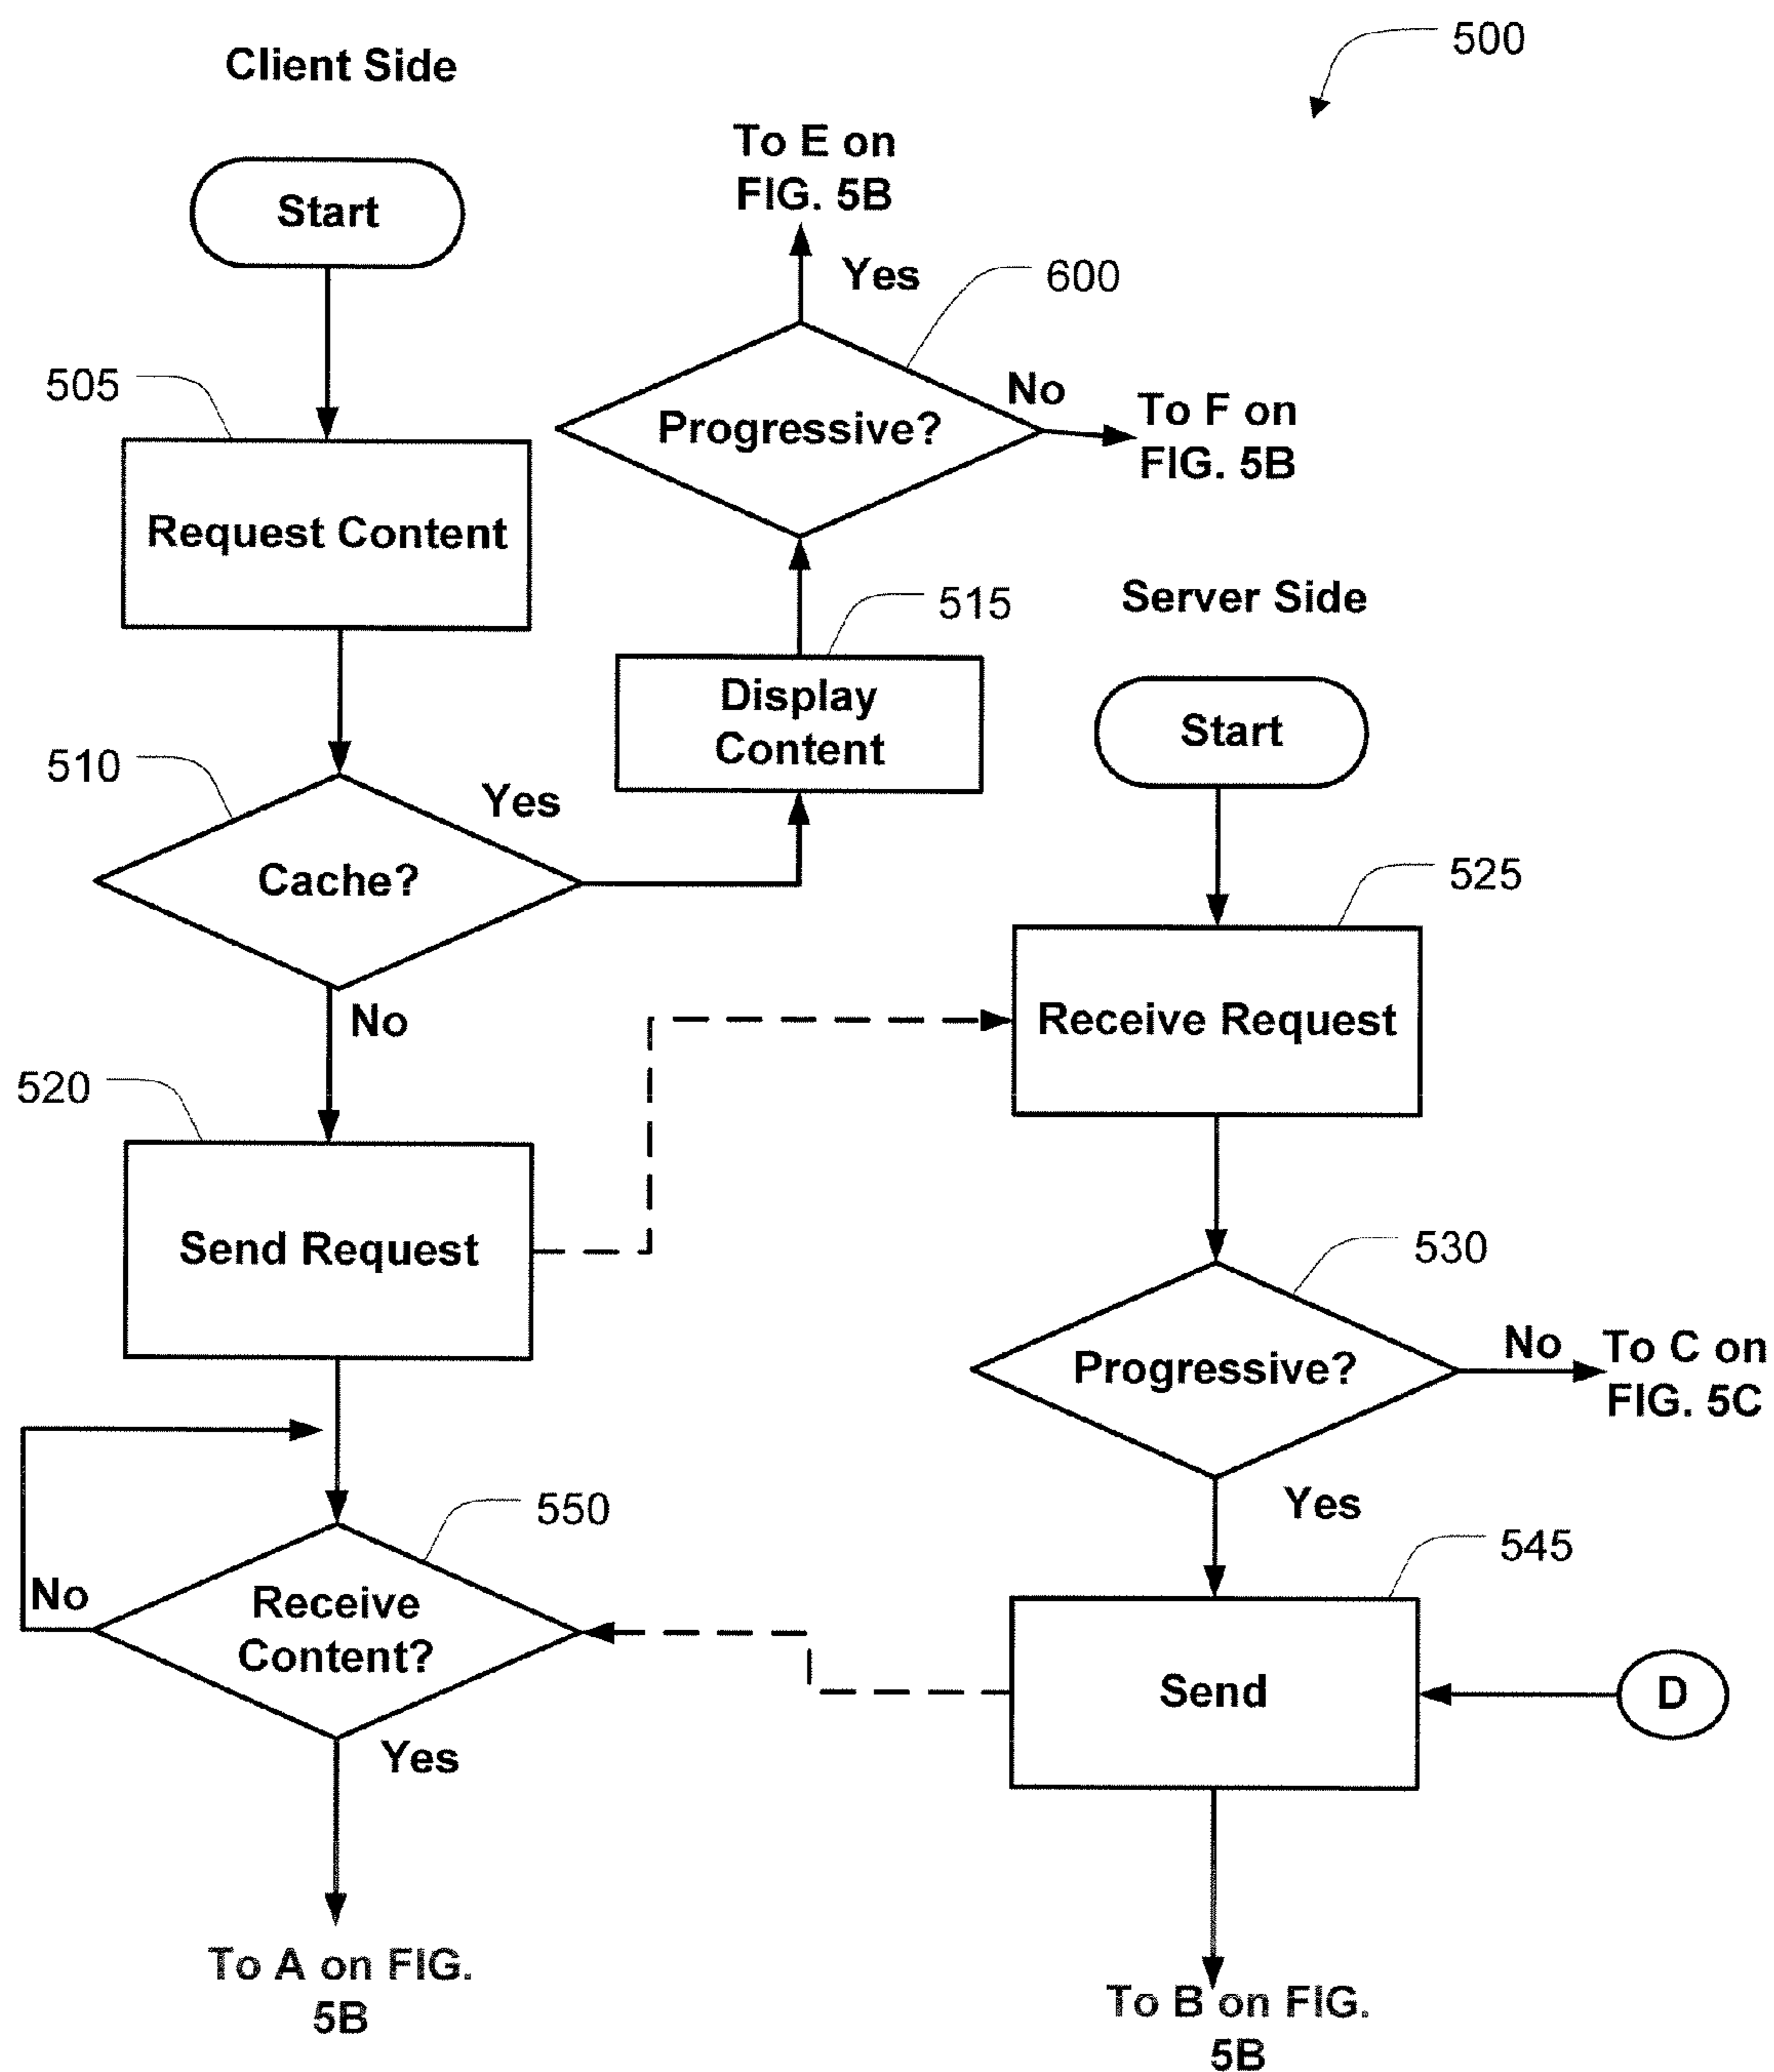 500
Client Side
To E on
FIG. 5B
Start
Yes
600
505
No
To F on
FIG. 5B
Progressive?
Request Content
Server Side
515
Display
Content
Start
510
Yes
Cache?
525
No
Receive Request
520
Send Request
530
No
To C on
FIG. 5C
Progressive?
Yes
550
545
No
Receive
Content?
Send
D
Yes
To A on FIG.
5B
To B on FIG.
5B